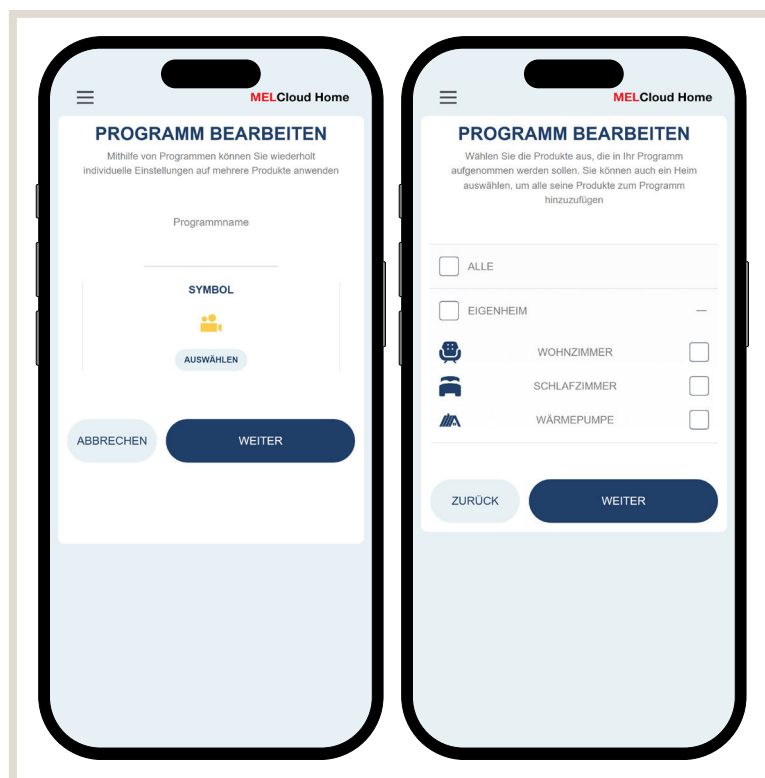 MELCloud Home
PROGRAMM BEARBEITEN
Mithilfe von Programmen können Sie wiederholt
individuelle Einstellungen auf mehrere Produkte anwenden
Programmname
SYMBOL
AUSWÄHLEN
ABBRECHEN
WEITER
MELCloud Home
PROGRAMM BEARBEITEN
Wählen Sie die Produkte aus, die in Ihr Programm
aufgenommen werden sollen. Sie können auch ein Heim
auswählen, um alle seine Produkte zum Programm
hinzuzufügen
ALLE
EIGENHEIM
WOHNZIMMER
SCHLAFZIMMER
WÄRMEPUMPE
ZURÜCK
WEITER